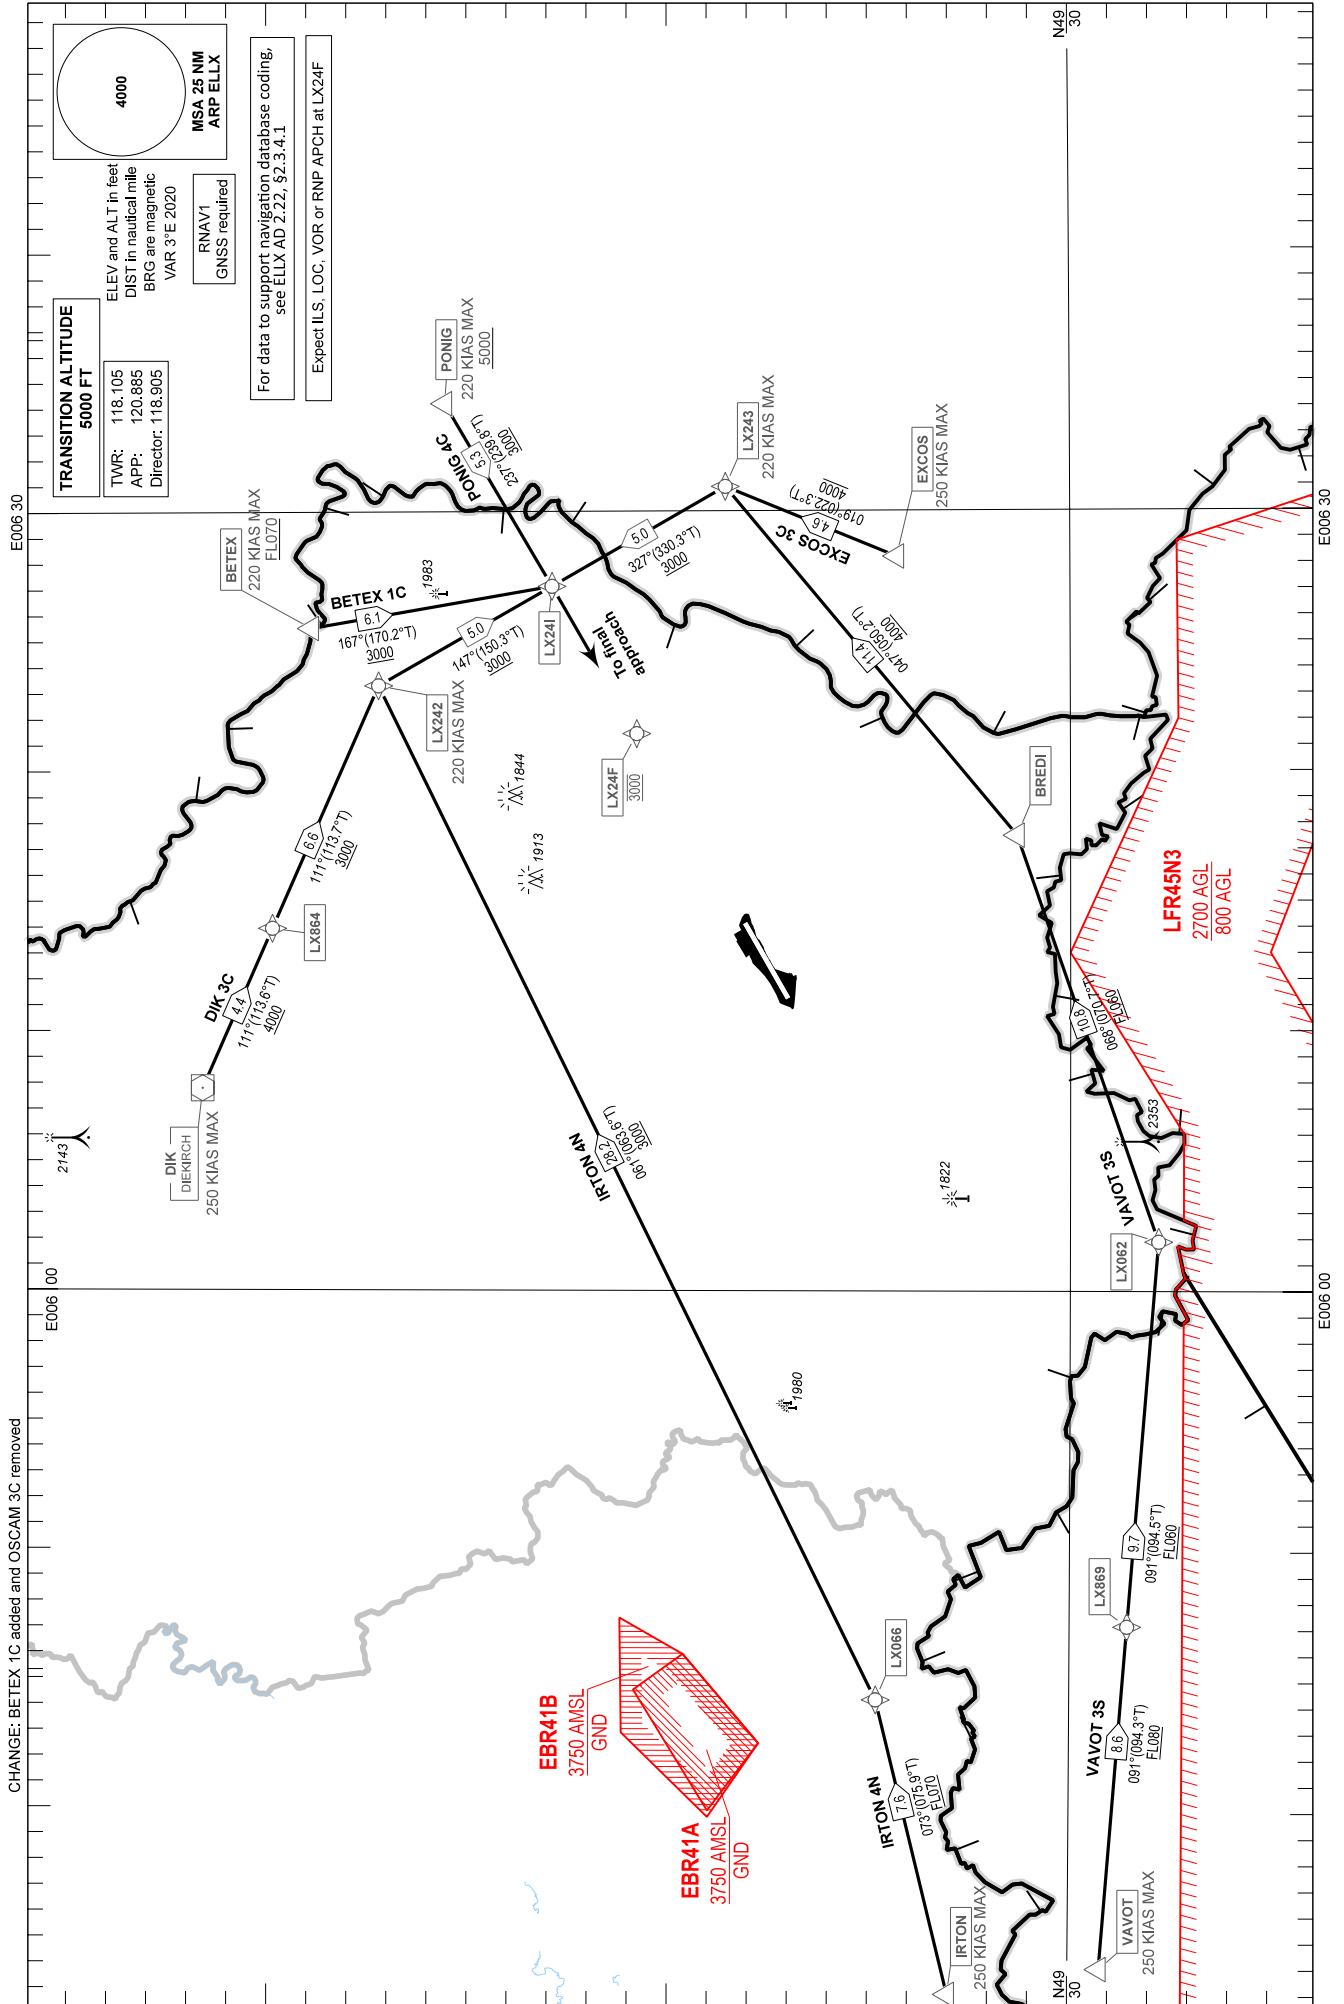 CHANGE: BETEX 1C added and OSCAM 3C removed
E006 00
E006 30
TRANSITION ALTITUDE
5000 FT
TWR: 118.105
APP: 120.885
Director: 118.905
ELEV and ALT in feet
DIST in nautical mile
BRG are magnetic
VAR 3°E 2020
4000
MSA 25 NM
ARP ELLX
RNAV1
GNSS required
For data to support navigation database coding,
see ELLX AD 2.22, §2.3.4.1
Expect ILS, LOC, VOR or RNP APCH at LX24F
N49
30
2143
DIK
DIEKIRCH
250 KIAS MAX
DIK 3C
4.4
111°(113.6°T)
4000
LX864
6.6
111°(113.7°T)
3000
BETEX
220 KIAS MAX
FL070
BETEX 1C
6.1
167°(170.2°T)
3000
1983
LX242
220 KIAS MAX
5.0
147°(150.3°T)
3000
PONIG
220 KIAS MAX
5000
PONIG 4C
5.3
237°(239.8°T)
3000
LX24I
To final
approach
5.0
327°(330.3°T)
3000
LX243
220 KIAS MAX
EXCOS 3C
4.6
019°(022.3°T)
4000
EXCOS
250 KIAS MAX
1844
1913
LX24F
3000
11.4
047°(050.2°T)
4000
BREDI
IRTON 4N
28.2
061°(063.6°T)
3000
1822
1980
EBR41B
3750 AMSL
GND
EBR41A
3750 AMSL
GND
LX066
IRTON 4N
7.6
073°(075.9°T)
FL070
IRTON
250 KIAS MAX
10.8
068°(070.7°T)
FL060
2353
VAVOT 3S
LX062
9.7
091°(094.5°T)
FL060
LX869
VAVOT 3S
8.6
091°(094.3°T)
FL080
VAVOT
250 KIAS MAX
LFR45N3
2700 AGL
800 AGL
N49
30
E006 00
E006 30